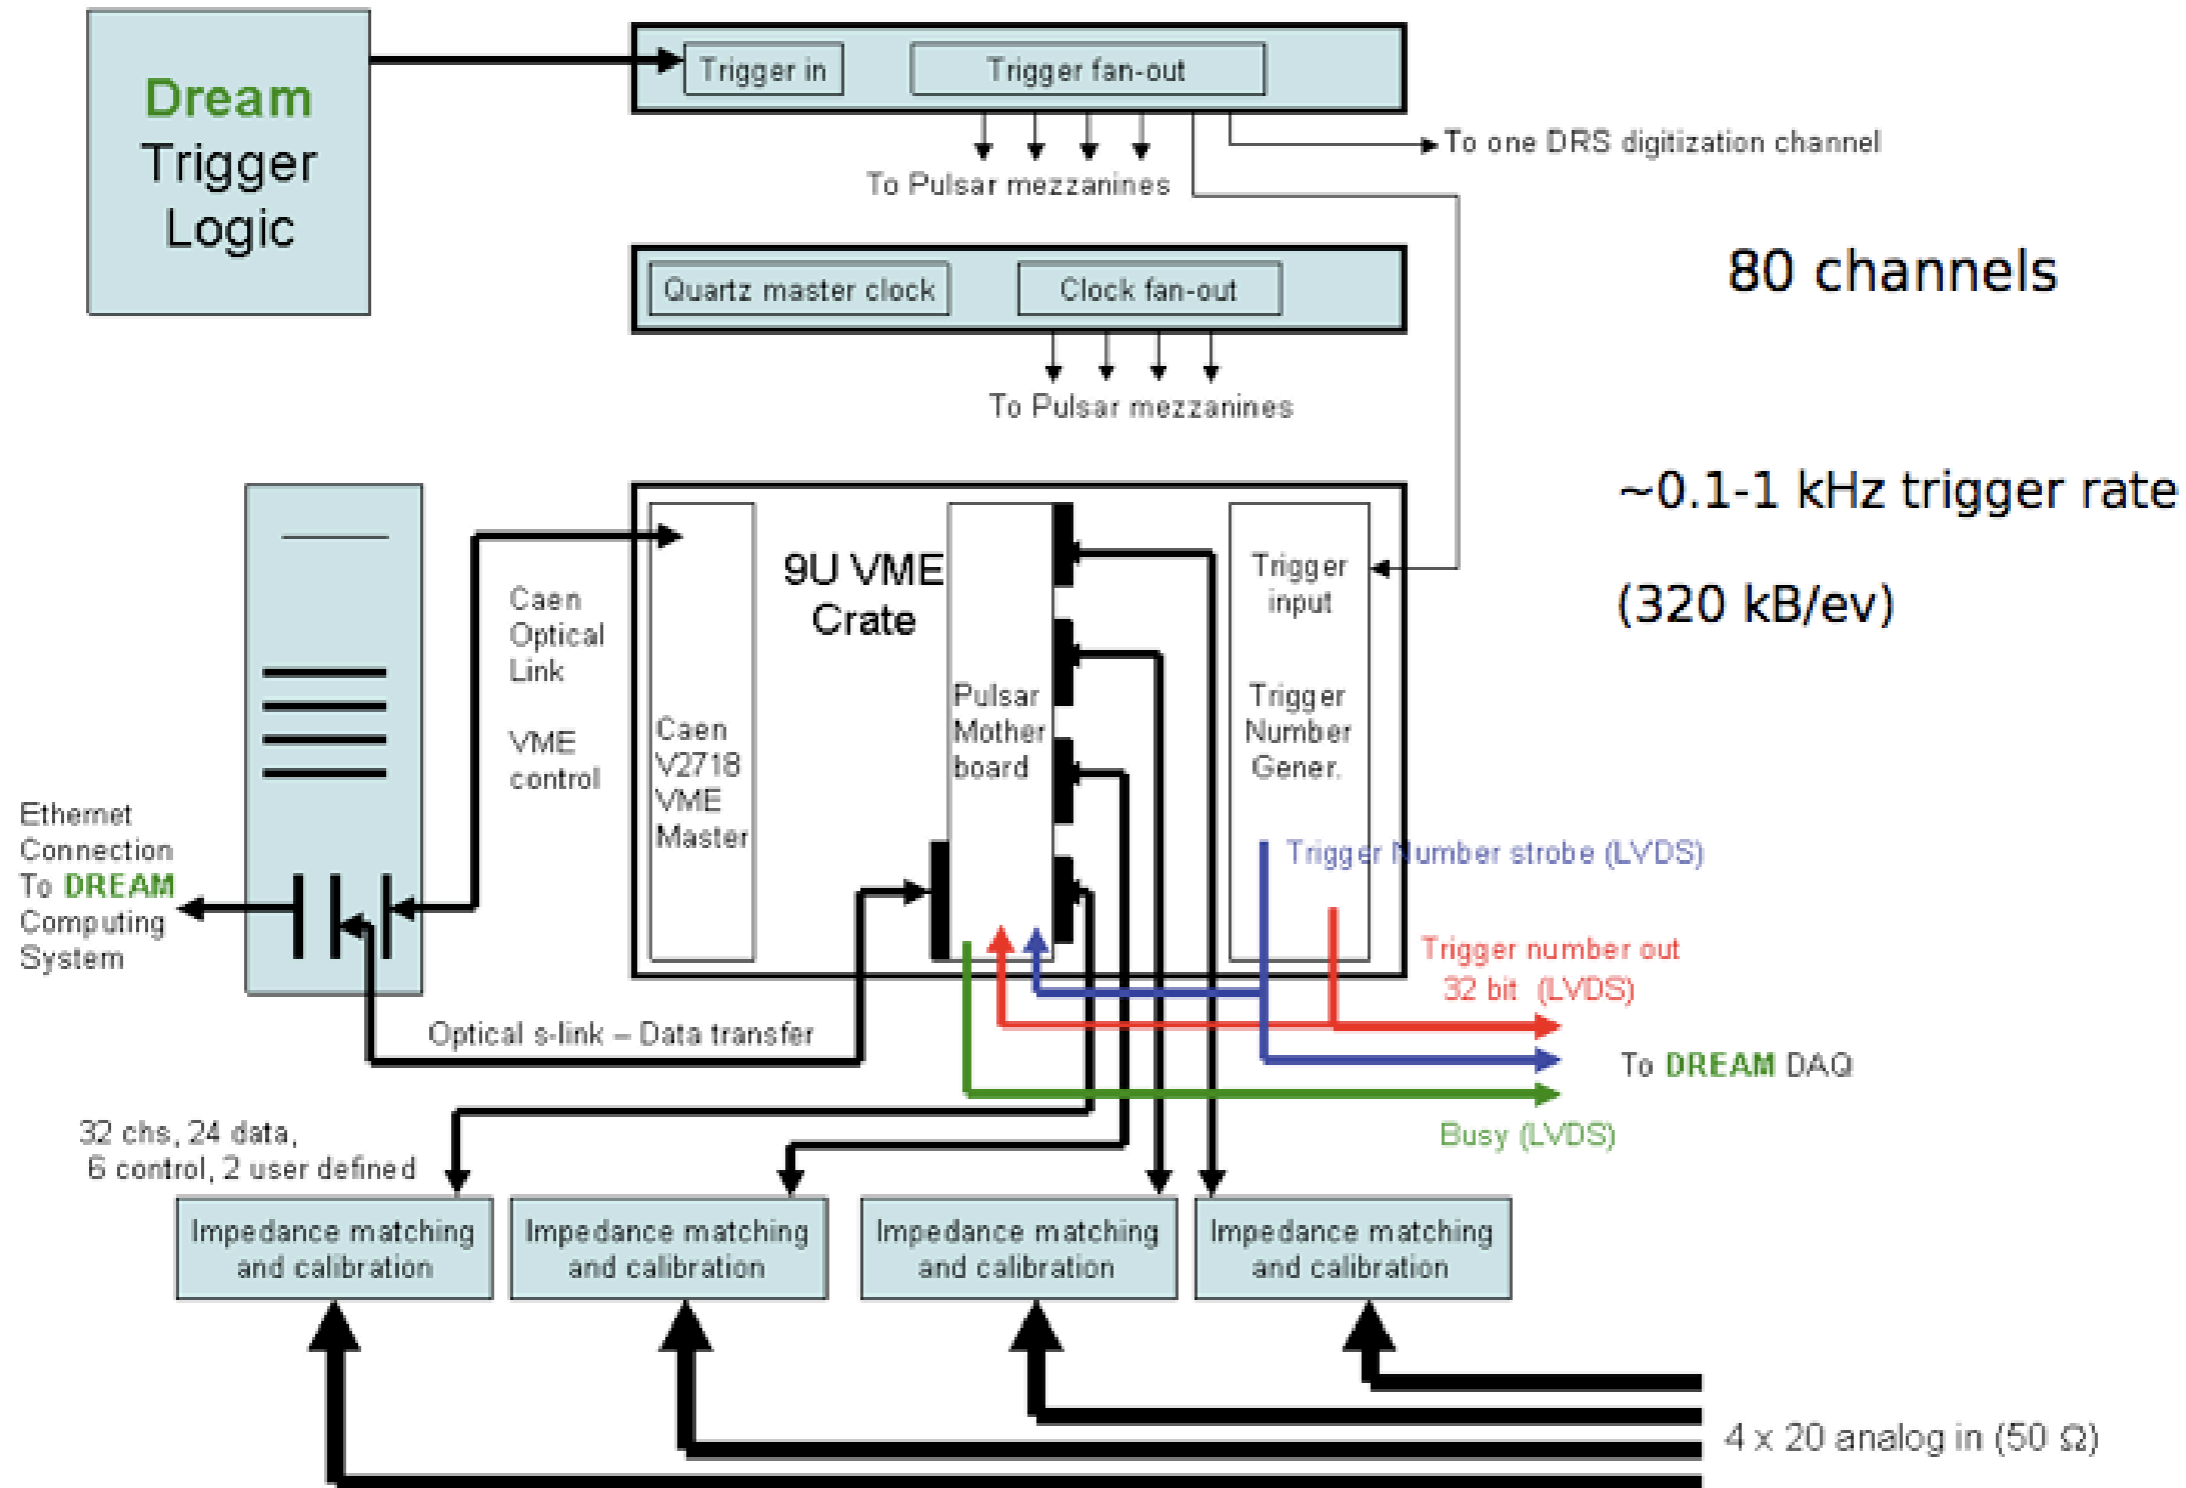 Dream
Trigger
Logic
Trigger in
Trigger fan-out
To one DRS digitization channel
To Pulsar mezzanines
80 channels
Quartz master clock
Clock fan-out
To Pulsar mezzanines
~0.1-1 kHz trigger rate
(320 kB/ev)
Caen
Optical
Link
VME
control
9U VME
Crate
Caen
V2718
VME
Master
Pulsar
Mother
board
Trigger
input
Trigger
Number
Gener.
Ethernet
Connection
To DREAM
Computing
System
Trigger Number strobe (LVDS)
Trigger number out
32 bit (LVDS)
Optical s-link – Data transfer
To DREAM DAQ
Busy (LVDS)
32 chs, 24 data,
6 control, 2 user defined
Impedance matching
and calibration
Impedance matching
and calibration
Impedance matching
and calibration
Impedance matching
and calibration
4 x 20 analog in (50 Ω)